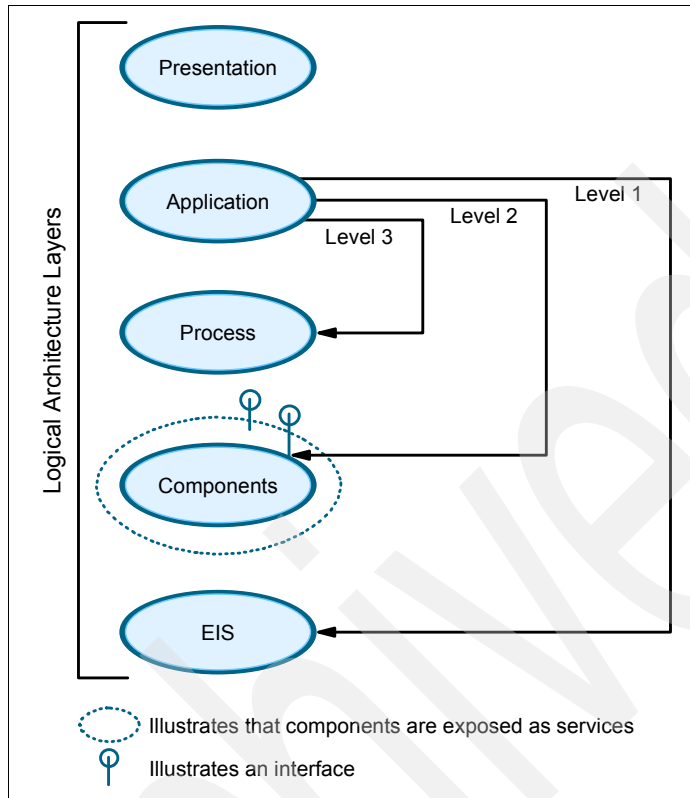 Logical Architecture Layers
Presentation
Application
Level 1
Level 2
Level 3
Process
Components
EIS
Illustrates that components are exposed as services
Illustrates an interface